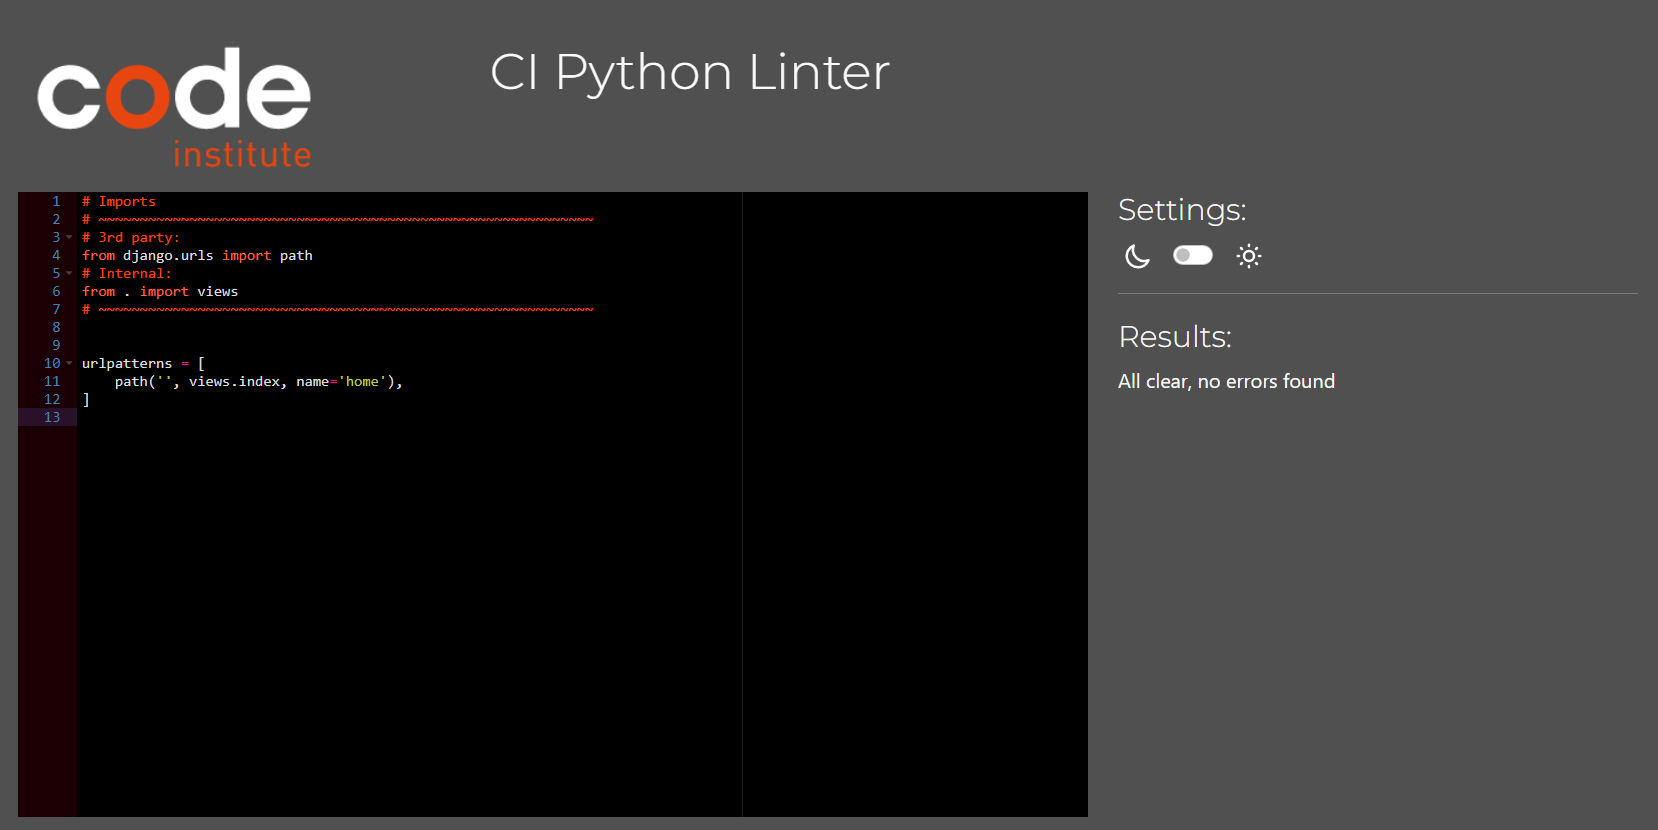 code
institute
CI Python Linter
1 # Imports
2 # ~~~~~~~~~~~~~~~~~~~~~~~~~~~~~~~~~~~~~~~~~~~~~~~~~~~~~~~~~~~~
3 # 3rd party:
4 from django.urls import path
5 # Internal:
6 from . import views
7 # ~~~~~~~~~~~~~~~~~~~~~~~~~~~~~~~~~~~~~~~~~~~~~~~~~~~~~~~~~~~~
8
9
10 urlpatterns = [
11     path('', views.index, name='home'),
12 ]
13
Settings:
Results:
All clear, no errors found